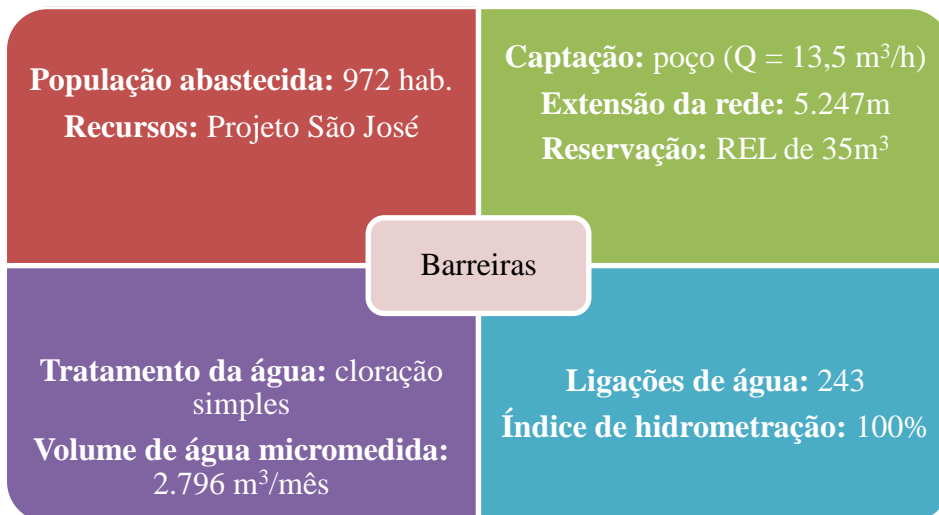 População abastecida: 972 hab.
Recursos: Projeto São José
Captação: poço (Q = 13,5 m³/h)
Extensão da rede: 5.247m
Reservação: REL de 35m³
Barreiras
Tratamento da água: cloração
simples
Volume de água micromedida:
2.796 m³/mês
Ligações de água: 243
Índice de hidrometração: 100%